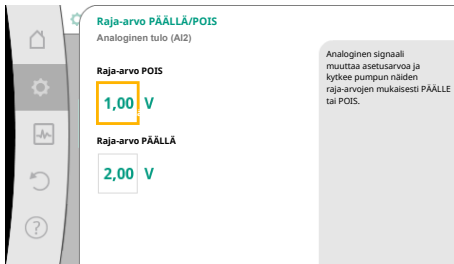 Raja-arvo PÄÄLLÄ/POIS
Analoginen tulo (AI2)
Raja-arvo POIS
1,00 V
Raja-arvo PÄÄLLÄ
2,00 V
Analoginen signaali
muuttaa asetusarvoa ja
kytkee pumpun näiden
raja-arvojen mukaisesti PÄÄLLE
tai POIS.
?